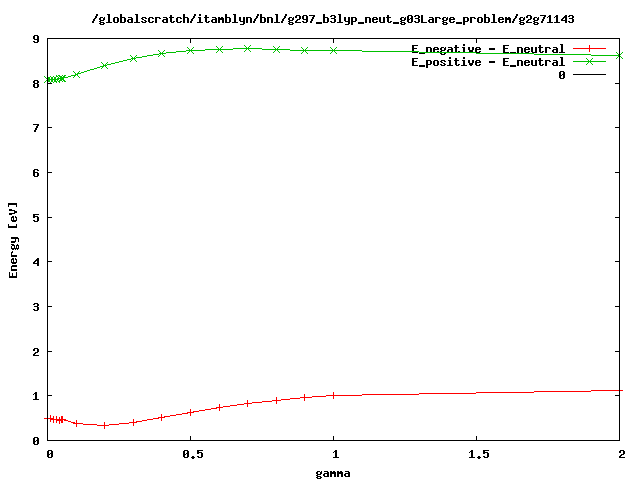 /globalscratch/itamblyn/bnl/g297_b3lyp_neut_g03Large_problem/g2g71143
E_negative - E_neutral
E_positive - E_neutral
0
9
8
7
6
5
4
3
2
1
0
Energy [eV]
0 0.5 1 1.5 2
gamma